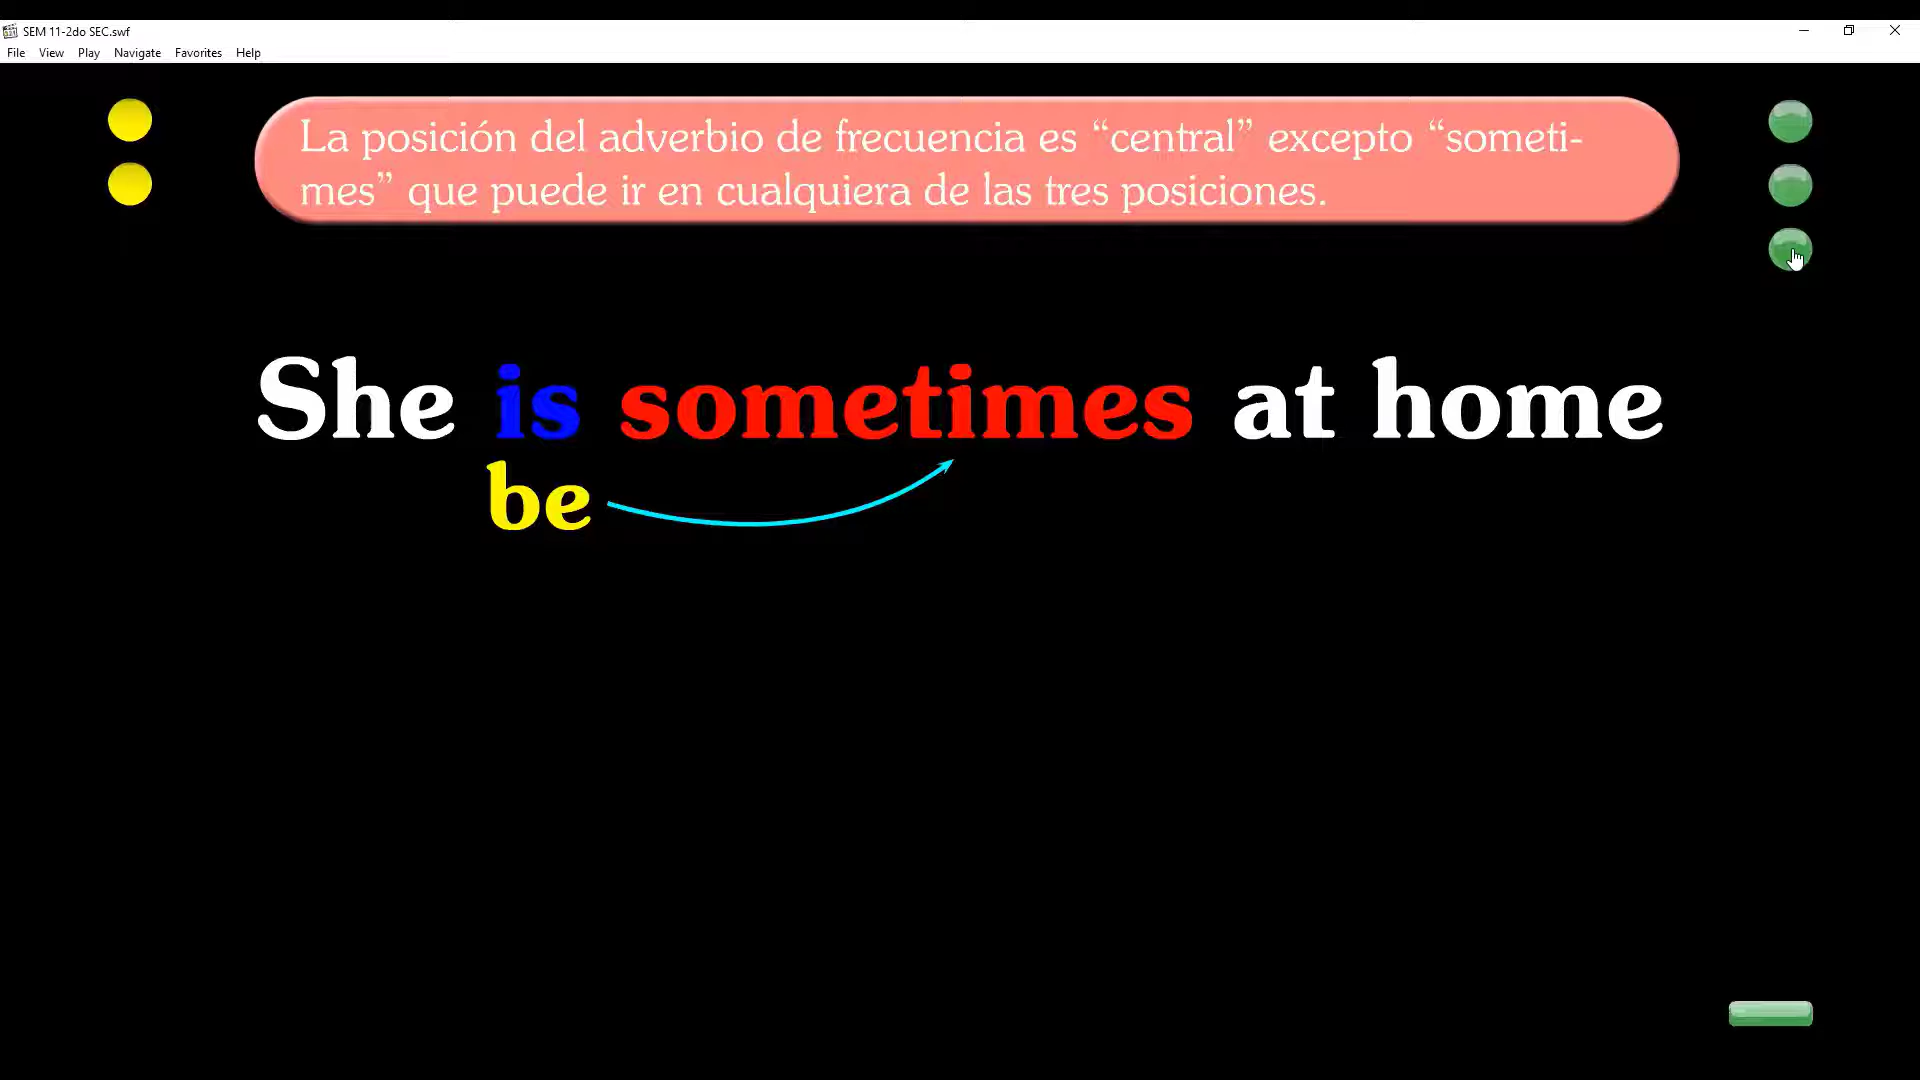 SEM 11-2do SEC.swf
File View Play Navigate Favorites Help
La posición del adverbio de frecuencia es “central” excepto “someti-
mes” que puede ir en cualquiera de las tres posiciones.
She is sometimes at home
be